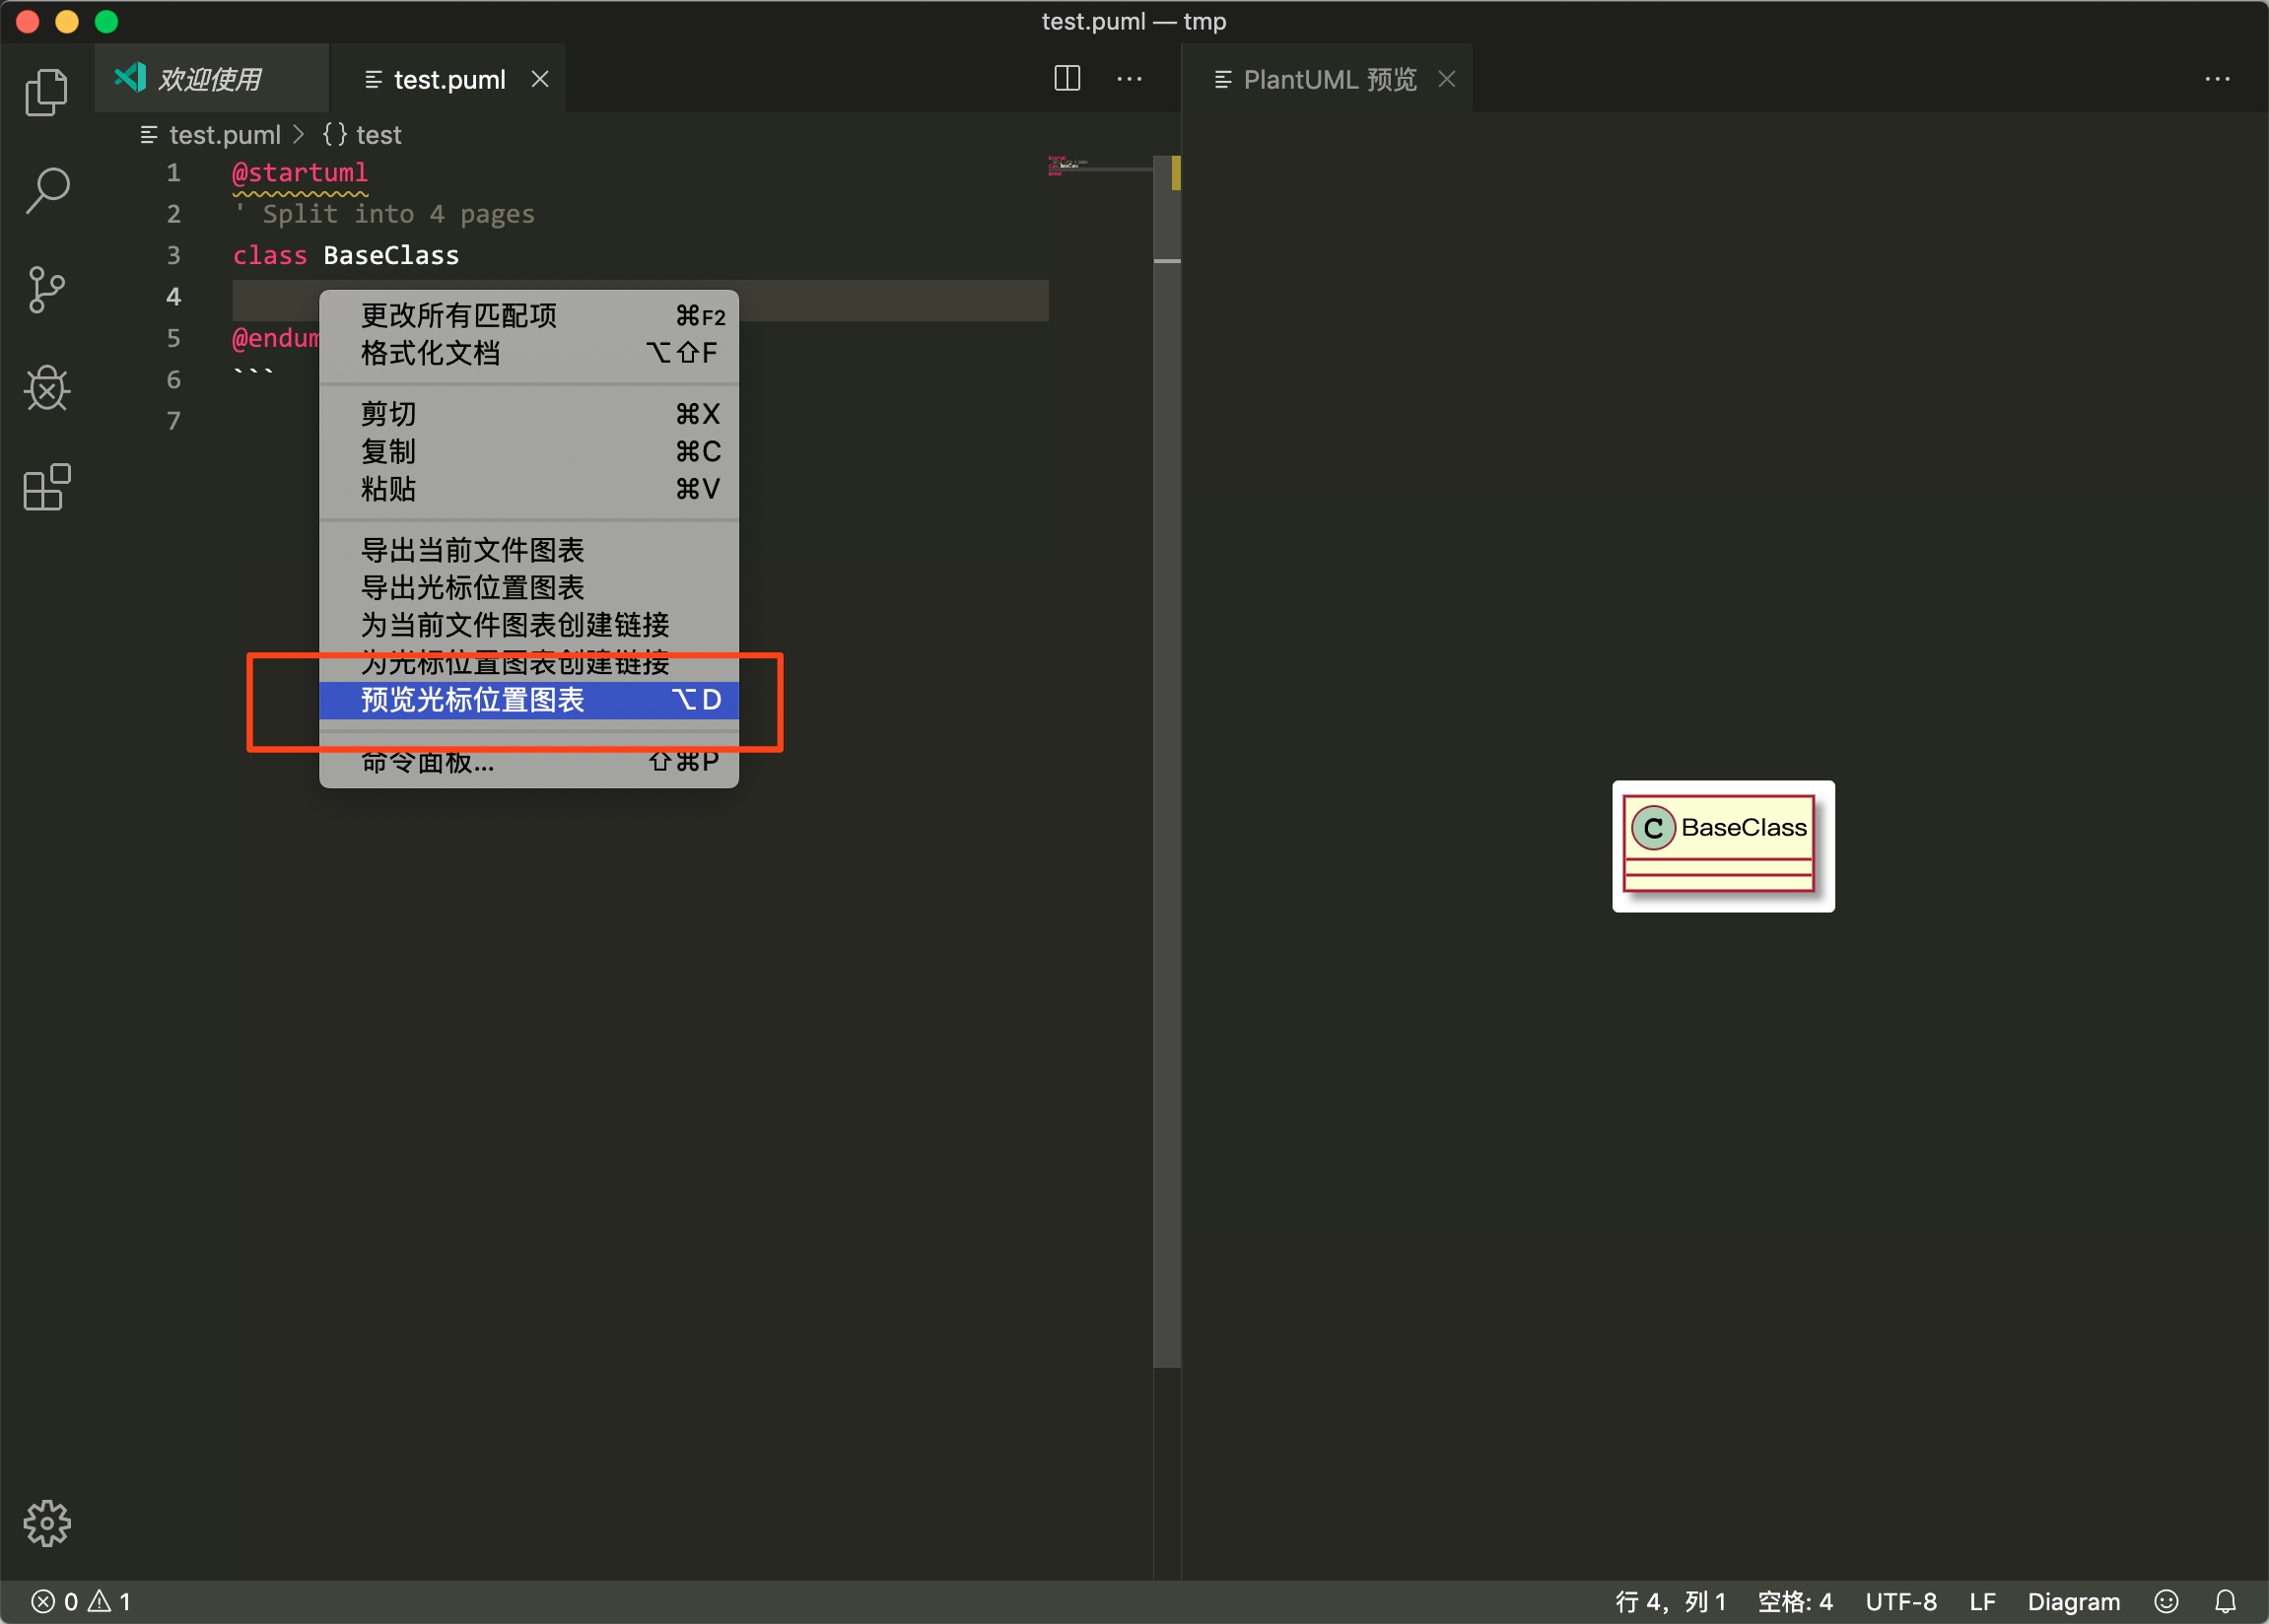 test.puml — tmp
欢迎使用
test.puml
PlantUML 预览
test.puml > {} test
1 @startuml
2 ' Split into 4 pages
3 class BaseClass
4
5 @endum
6 ```
7
更改所有匹配项 ⌘F2
格式化文档 ⌥⇧F
剪切 ⌘X
复制 ⌘C
粘贴 ⌘V
导出当前文件图表
导出光标位置图表
为当前文件图表创建链接
为光标位置图表创建链接
预览光标位置图表 ⌥D
命令面板... ⇧⌘P
C BaseClass
0 1
行 4，列 1 空格: 4 UTF-8 LF Diagram